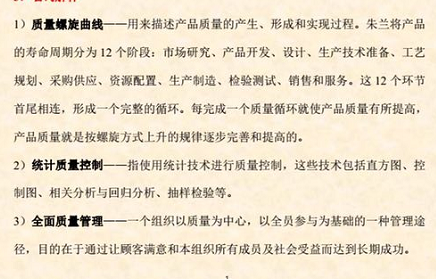 1）质量螺旋曲线——用来描述产品质量的产生、形成和实现过程。朱兰将产品
的寿命周期分为 12 个阶段：市场研究、产品开发、设计、生产技术准备、工艺
规划、采购供应、资源配置、生产制造、检验测试、销售和服务。这 12 个环节
首尾相连，形成一个完整的循环。每完成一个质量循环就使产品质量有所提高，
产品质量就是按螺旋方式上升的规律逐步完善和提高的。
2）统计质量控制——指使用统计技术进行质量控制，这些技术包括直方图、控
制图、相关分析与回归分析、抽样检验等。
3）全面质量管理——一个组织以质量为中心，以全员参与为基础的一种管理途
径，目的在于通过让顾客满意和本组织所有成员及社会受益而达到长期成功。